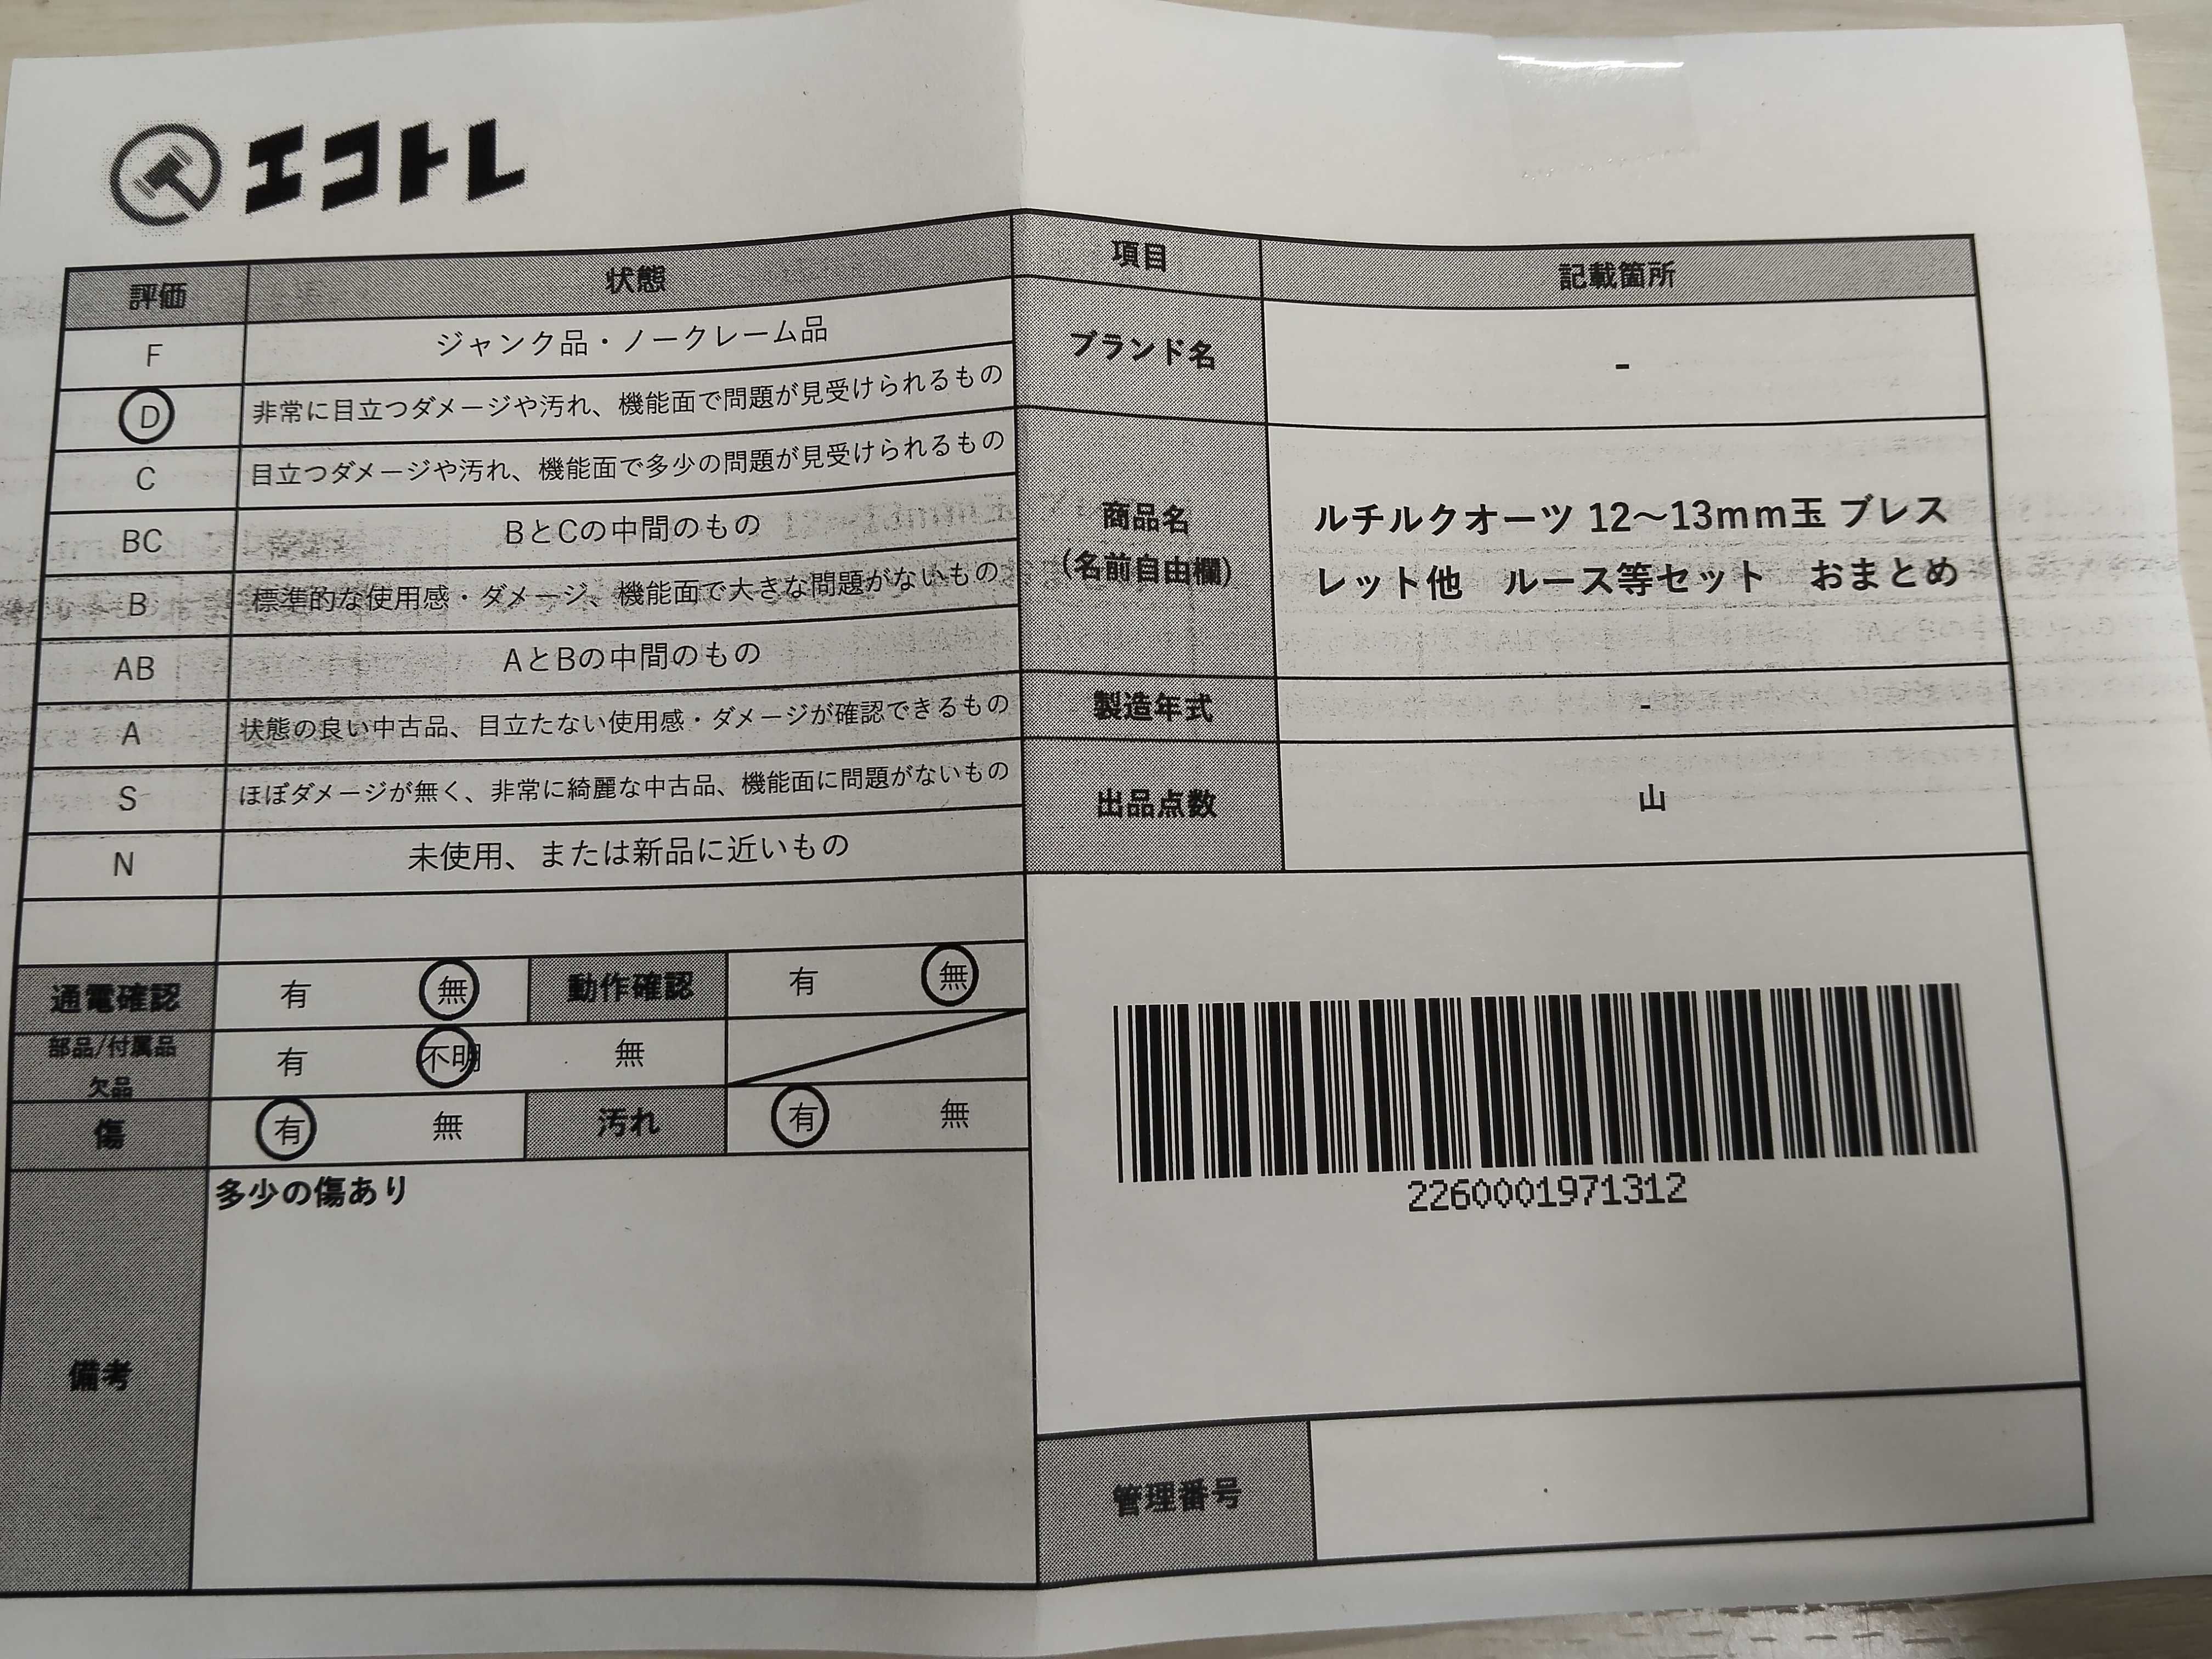 エコトレ
評価 状態
F ジャンク品・ノークレーム品
D 非常に目立つダメージや汚れ、機能面で問題が見受けられるもの
C 目立つダメージや汚れ、機能面で多少の問題が見受けられるもの
BC BとCの中間のもの
B 標準的な使用感・ダメージ、機能面で大きな問題がないもの
AB AとBの中間のもの
A 状態の良い中古品、目立たない使用感・ダメージが確認できるもの
S ほぼダメージが無く、非常に綺麗な中古品、機能面に問題がないもの
N 未使用、または新品に近いもの
通電確認 有 無 動作確認 有 無
部品/付属品
欠品
有 不明 無
傷 有 無 汚れ 有 無
備考
多少の傷あり
項目 記載箇所
ブランド名 -
商品名
(名前自由欄)
ルチルクオーツ 12〜13mm玉 ブレス
レット他 ルース等セット おまとめ
製造年式 -
出品点数 山
2260001971312
管理番号